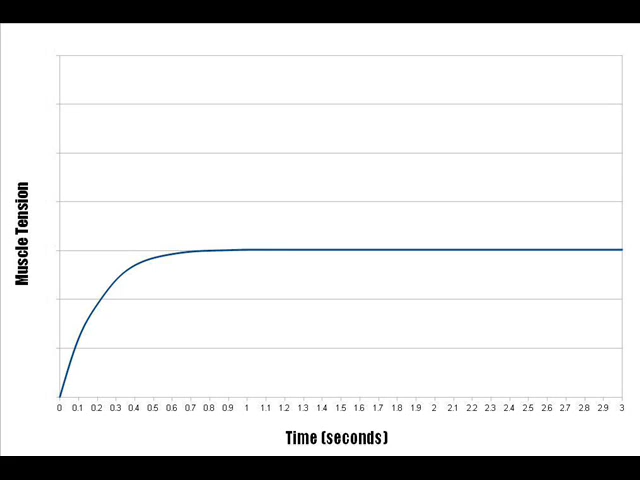 Muscle Tension
0 0.1 0.2 0.3 0.4 0.5 0.6 0.7 0.8 0.9 1 1.1 1.2 1.3 1.4 1.5 1.6 1.7 1.8 1.9 2 2.1 2.2 2.3 2.4 2.5 2.6 2.7 2.8 2.9 3
Time (seconds)